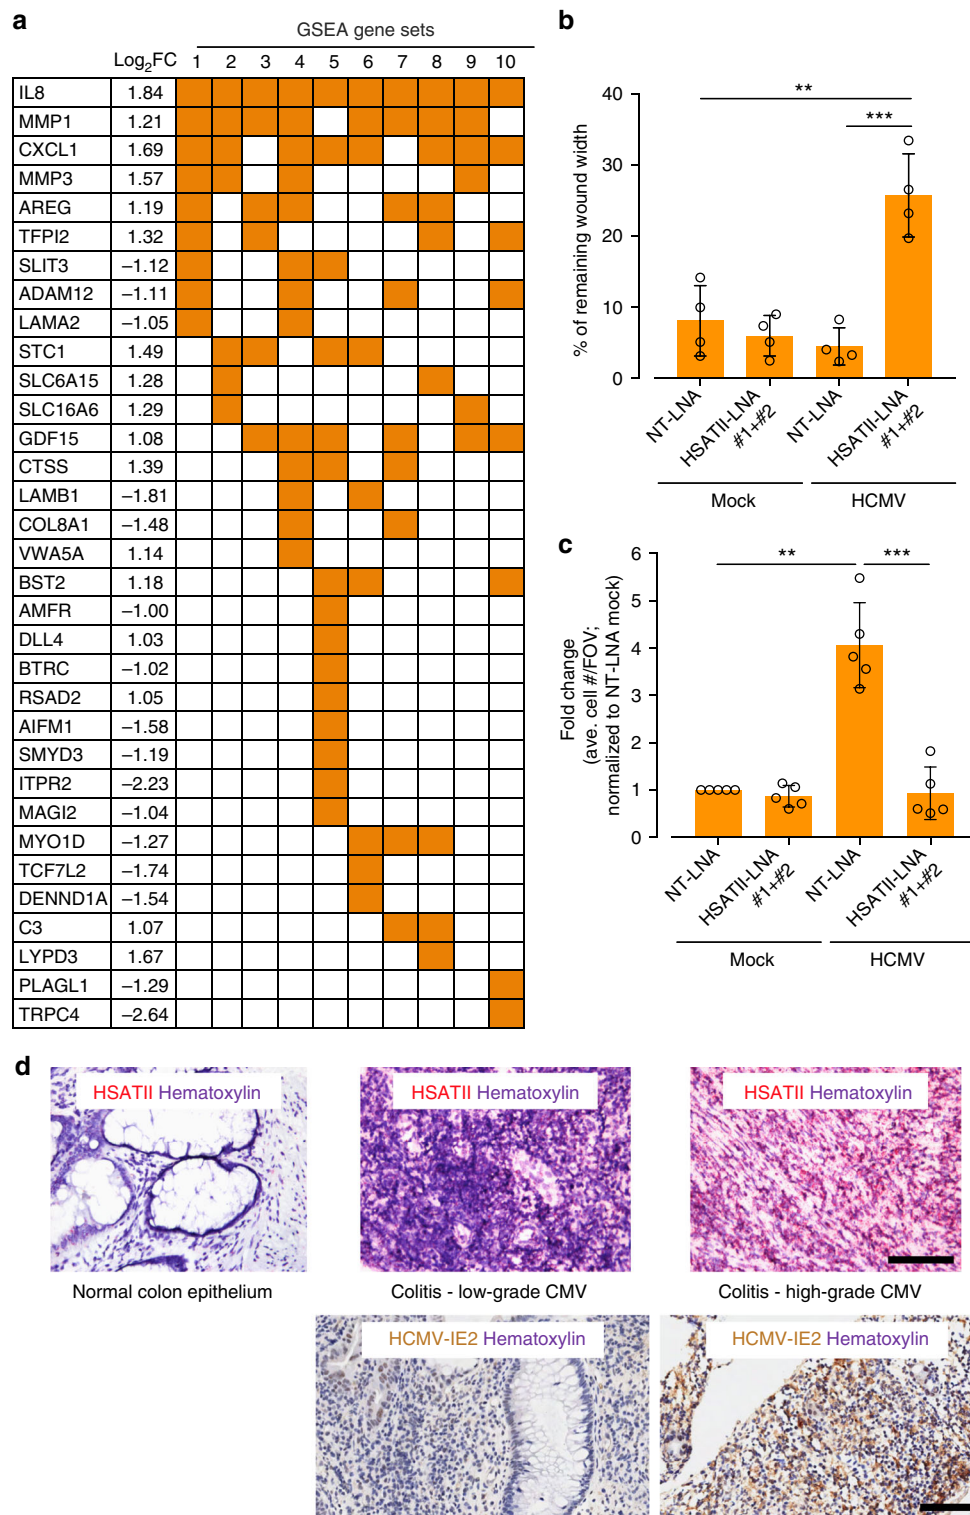 a
GSEA gene sets
Log2FC 1 2 3 4 5 6 7 8 9 10
IL8 1.84
MMP1 1.21
CXCL1 1.69
MMP3 1.57
AREG 1.19
TFPI2 1.32
SLIT3 –1.12
ADAM12 –1.11
LAMA2 –1.05
STC1 1.49
SLC6A15 1.28
SLC16A6 1.29
GDF15 1.08
CTSS 1.39
LAMB1 –1.81
COL8A1 –1.48
VWA5A 1.14
BST2 1.18
AMFR –1.00
DLL4 1.03
BTRC –1.02
RSAD2 1.05
AIFM1 –1.58
SMYD3 –1.19
ITPR2 –2.23
MAGI2 –1.04
MYO1D –1.27
TCF7L2 –1.74
DENND1A –1.54
C3 1.07
LYPD3 1.67
PLAGL1 –1.29
TRPC4 –2.64
b
% of remaining wound width
40
30
20
10
0
**
***
NT-LNA
HSATII-LNA
#1+#2
NT-LNA
HSATII-LNA
#1+#2
Mock
HCMV
c
Fold change
(ave. cell #/FOV;
normalized to NT-LNA mock)
6
5
4
3
2
1
0
**
***
NT-LNA
HSATII-LNA
#1+#2
NT-LNA
HSATII-LNA
#1+#2
Mock
HCMV
d
HSATII Hematoxylin
HSATII Hematoxylin
HSATII Hematoxylin
Normal colon epithelium
Colitis - low-grade CMV
Colitis - high-grade CMV
HCMV-IE2 Hematoxylin
HCMV-IE2 Hematoxylin